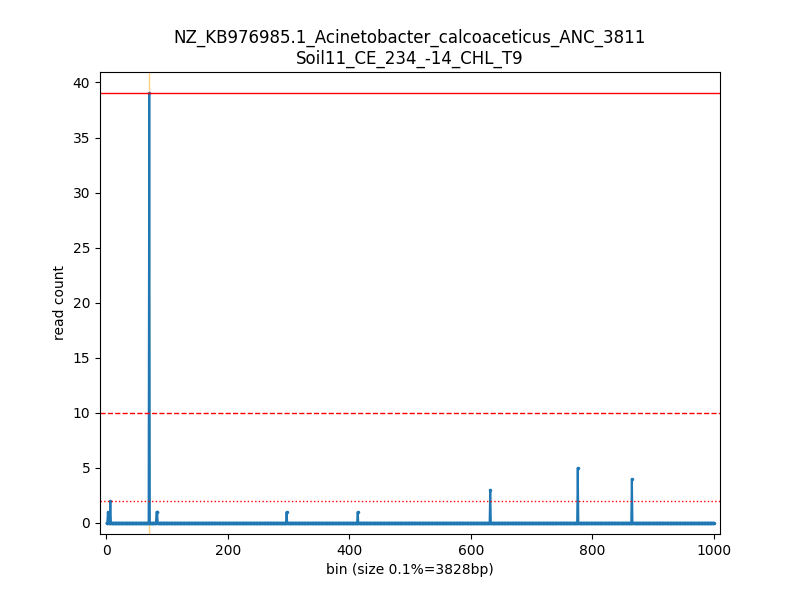 NZ_KB976985.1_Acinetobacter_calcoaceticus_ANC_3811
Soil11_CE_234_-14_CHL_T9
40
35
30
25
20
15
10
5
0
read count
0 200 400 600 800 1000
bin (size 0.1%=3828bp)